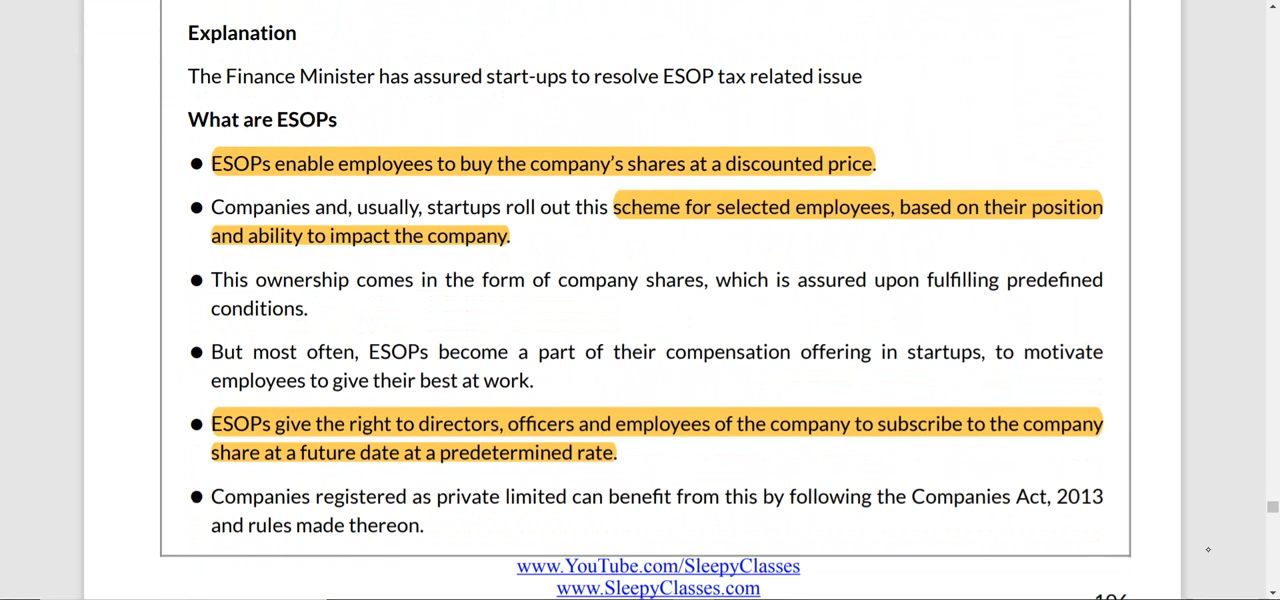 Explanation
The Finance Minister has assured start-ups to resolve ESOP tax related issue
What are ESOPs
● ESOPs enable employees to buy the company’s shares at a discounted price.
● Companies and, usually, startups roll out this scheme for selected employees, based on their position
and ability to impact the company.
● This ownership comes in the form of company shares, which is assured upon fulfilling predefined
conditions.
● But most often, ESOPs become a part of their compensation offering in startups, to motivate
employees to give their best at work.
● ESOPs give the right to directors, officers and employees of the company to subscribe to the company
share at a future date at a predetermined rate.
● Companies registered as private limited can benefit from this by following the Companies Act, 2013
and rules made thereon.
www.YouTube.com/SleepyClasses
www.SleepyClasses.com